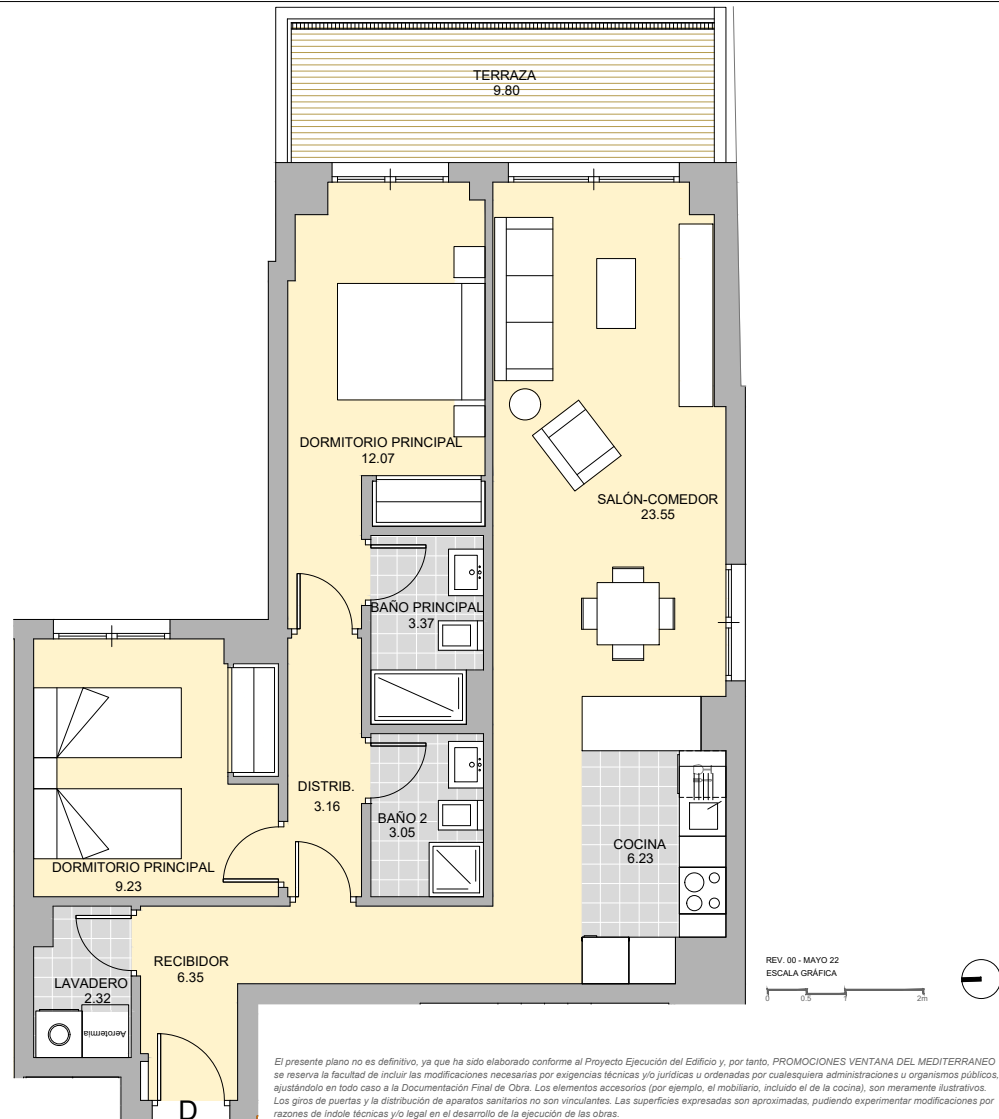 TERRAZA
9.80
DORMITORIO PRINCIPAL
12.07
SALÓN-COMEDOR
23.55
BAÑO PRINCIPAL
3.37
DISTRIB.
3.16
BAÑO 2
3.05
COCINA
6.23
DORMITORIO PRINCIPAL
9.23
RECIBIDOR
6.35
LAVADERO
2.32
Aerotermia
D
REV. 00 - MAYO 22
ESCALA GRÁFICA
0 0.5 1 2m
El presente plano no es definitivo, ya que ha sido elaborado conforme al Proyecto Ejecución del Edificio y, por tanto, PROMOCIONES VENTANA DEL MEDITERRANEO
se reserva la facultad de incluir las modificaciones necesarias por exigencias técnicas y/o jurídicas u ordenadas por cualesquiera administraciones u organismos públicos,
ajustándolo en todo caso a la Documentación Final de Obra. Los elementos accesorios (por ejemplo, el mobiliario, incluido el de la cocina), son meramente ilustrativos.
Los giros de puertas y la distribución de aparatos sanitarios no son vinculantes. Las superficies expresadas son aproximadas, pudiendo experimentar modificaciones por
razones de índole técnicas y/o legal en el desarrollo de la ejecución de las obras.